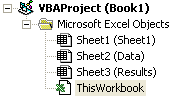 VBAProject (Book1)
Microsoft Excel Objects
Sheet1 (Sheet1)
Sheet2 (Data)
Sheet3 (Results)
ThisWorkbook